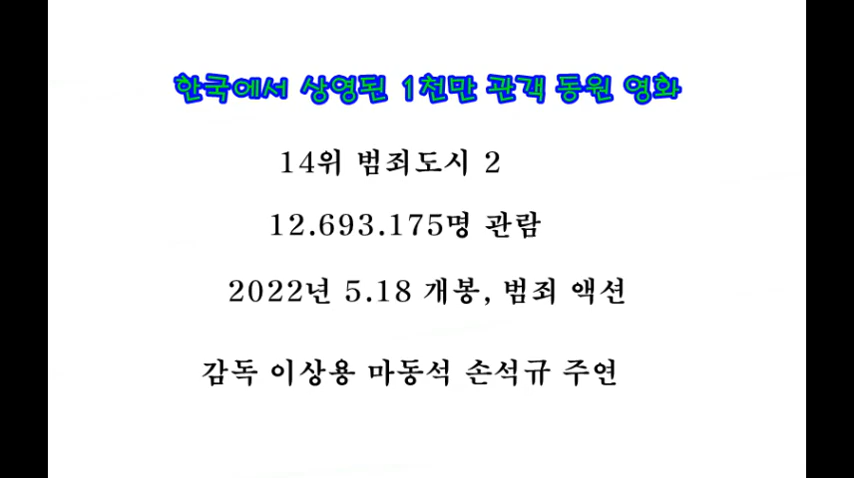 한국에서 상영된 1천만 관객 동원 영화
14위 범죄도시 2
12.693.175명 관람
2022년 5.18 개봉, 범죄 액션
감독 이상용 마동석 손석규 주연